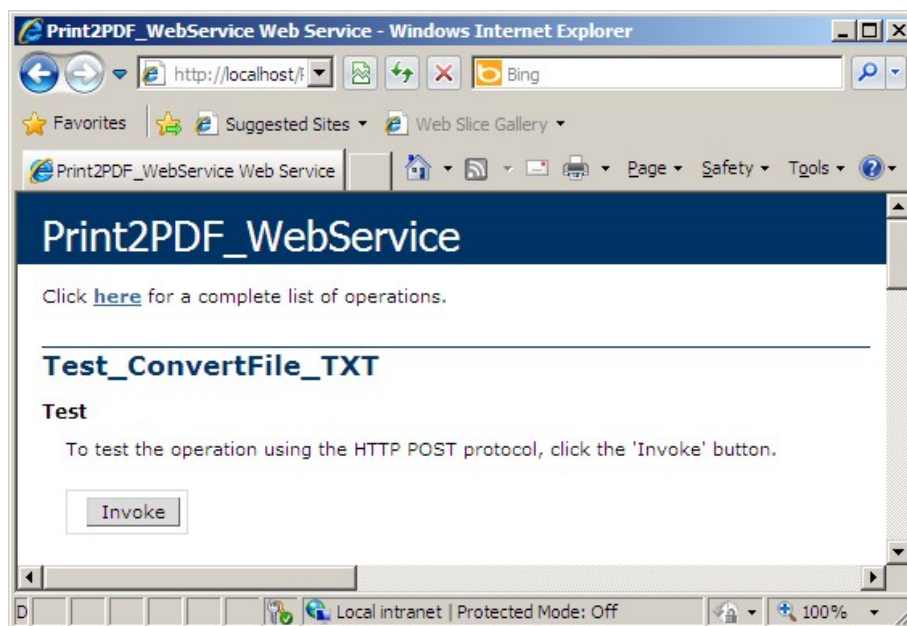 Print2PDF_WebService Web Service - Windows Internet Explorer
http://localhost/F
Bing
Favorites Suggested Sites Web Slice Gallery
Print2PDF_WebService Web Service Page Safety Tools
Print2PDF_WebService
Click here for a complete list of operations.
Test_ConvertFile_TXT
Test
To test the operation using the HTTP POST protocol, click the 'Invoke' button.
Invoke
D Local intranet | Protected Mode: Off 100%